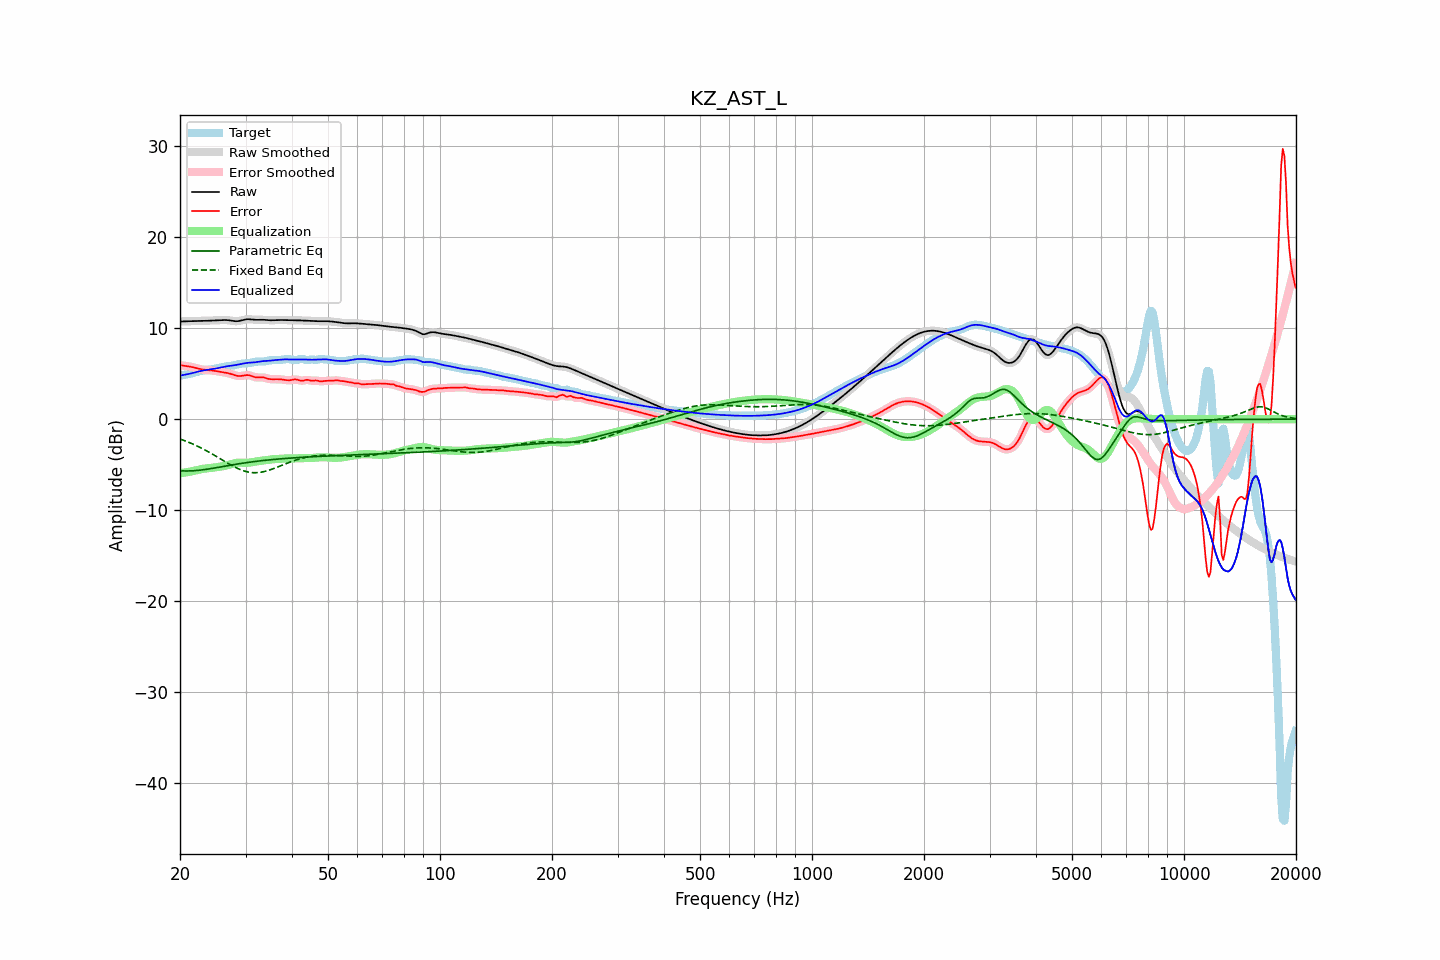 KZ_AST_L
Target
Raw Smoothed
Error Smoothed
Raw
Error
Equalization
Parametric Eq
Fixed Band Eq
Equalized
30
20
10
0
−10
−20
−30
−40
Amplitude (dBr)
20 50 100 200 500 1000 2000 5000 10000 20000
Frequency (Hz)